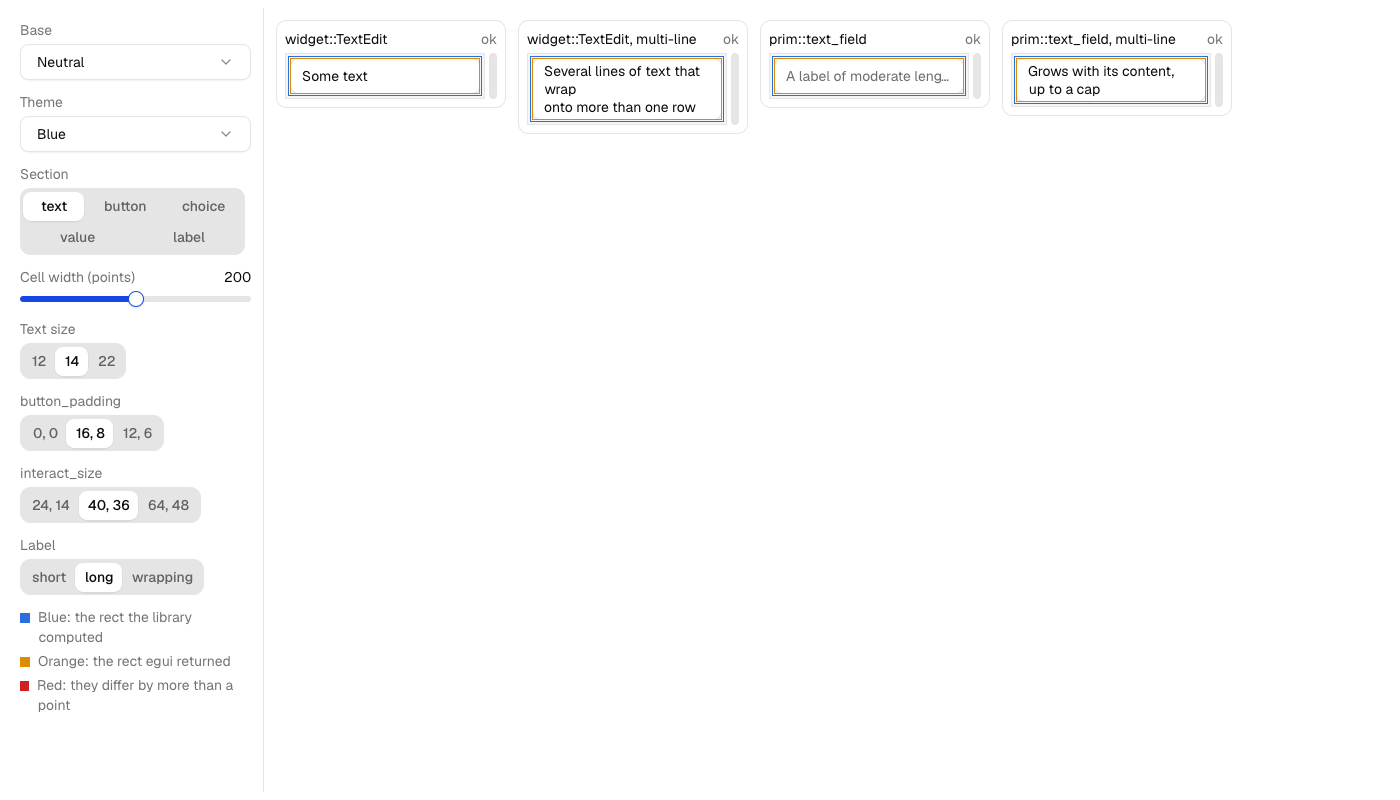 Base
Neutral
Theme
Blue
Section
text button choice
value label
Cell width (points) 200
Text size
12 14 22
button_padding
0, 0 16, 8 12, 6
interact_size
24, 14 40, 36 64, 48
Label
short long wrapping
Blue: the rect the library
computed
Orange: the rect egui returned
Red: they differ by more than a
point
widget::TextEdit ok
Some text
widget::TextEdit, multi-line ok
Several lines of text that
wrap
onto more than one row
prim::text_field ok
A label of moderate leng…
prim::text_field, multi-line ok
Grows with its content,
up to a cap